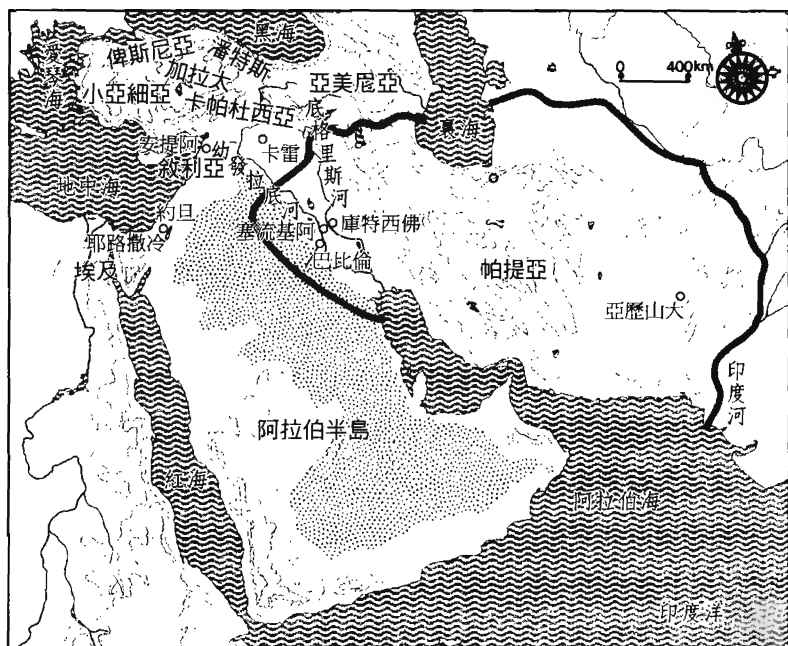 黑海
愛琴海
俾斯尼亞
潘特斯
加拉太
亞美尼亞
0 400km
小亞細亞
卡帕杜西亞
底格里斯河
裏海
安提阿
卡雷
幼發拉底河
敘利亞
地中海
約旦
塞流基阿
庫特西佛
耶路撒冷
巴比倫
埃及
帕提亞
亞歷山大
印度河
阿拉伯半島
紅海
阿拉伯海
印度洋